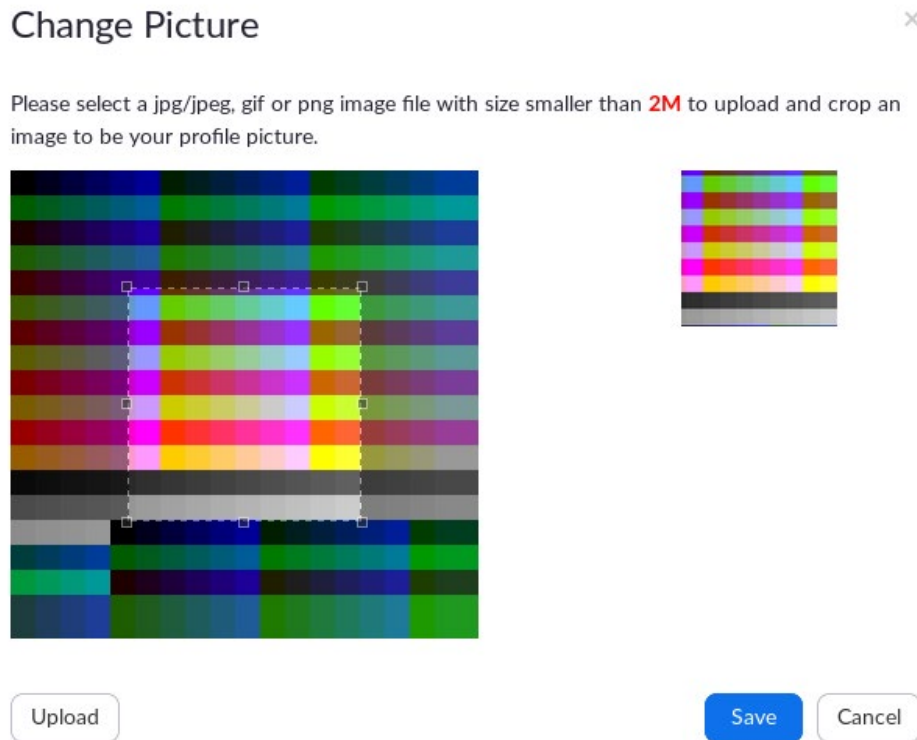 Change Picture
Please select a jpg/jpeg, gif or png image file with size smaller than 2M to upload and crop an
image to be your profile picture.
Upload
Save
Cancel